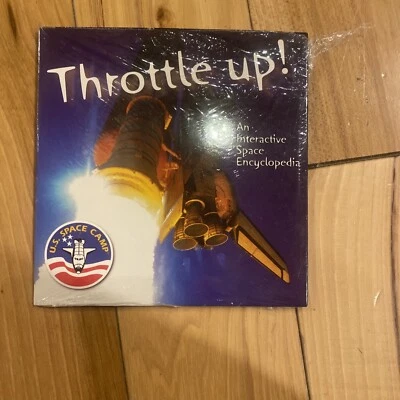 Throttle up!
An
Interactive
Space
Encyclopedia
U.S. SPACE CAMP